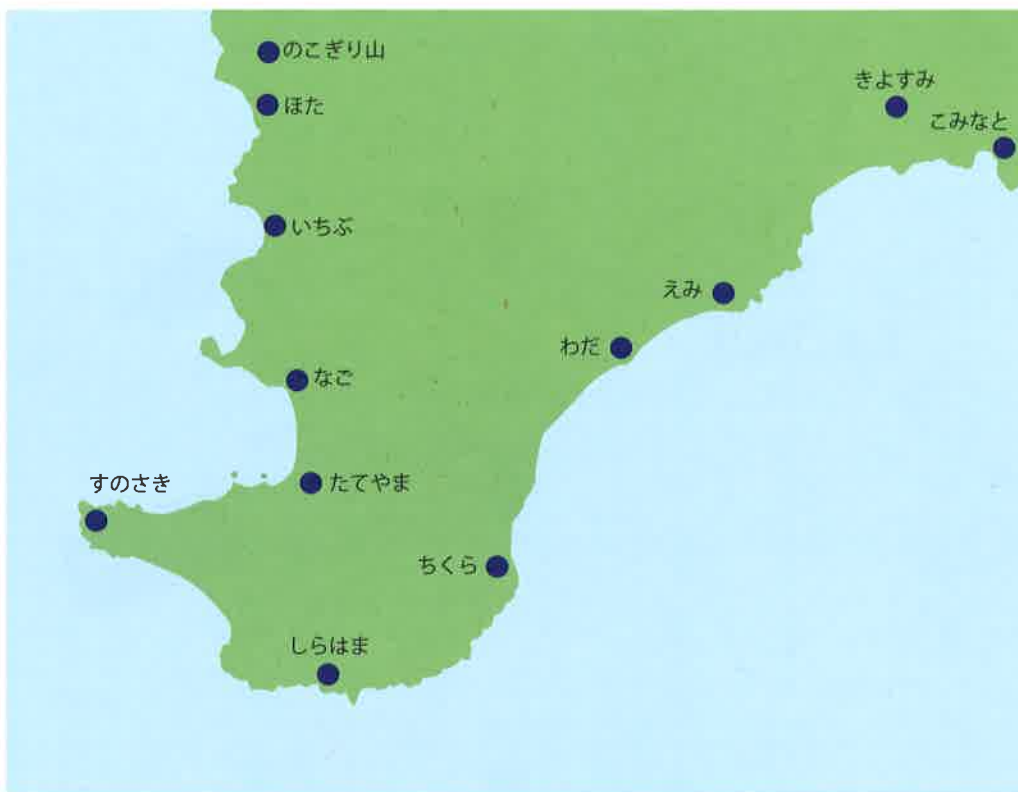 のこぎり山
きよすみ
ほた
こみなと
いちぶ
えみ
わだ
なご
すのさき
たてやま
ちくら
しらはま